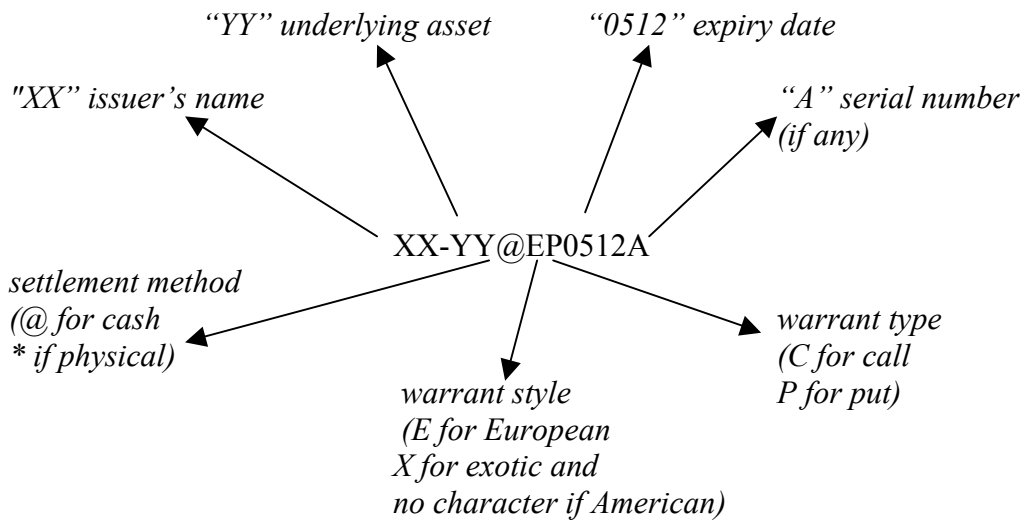 “YY” underlying asset
“0512” expiry date
"XX” issuer’s name
“A” serial number
(if any)
XX-YY@EP0512A
settlement method
(@ for cash
* if physical)
warrant type
(C for call
P for put)
warrant style
(E for European
X for exotic and
no character if American)